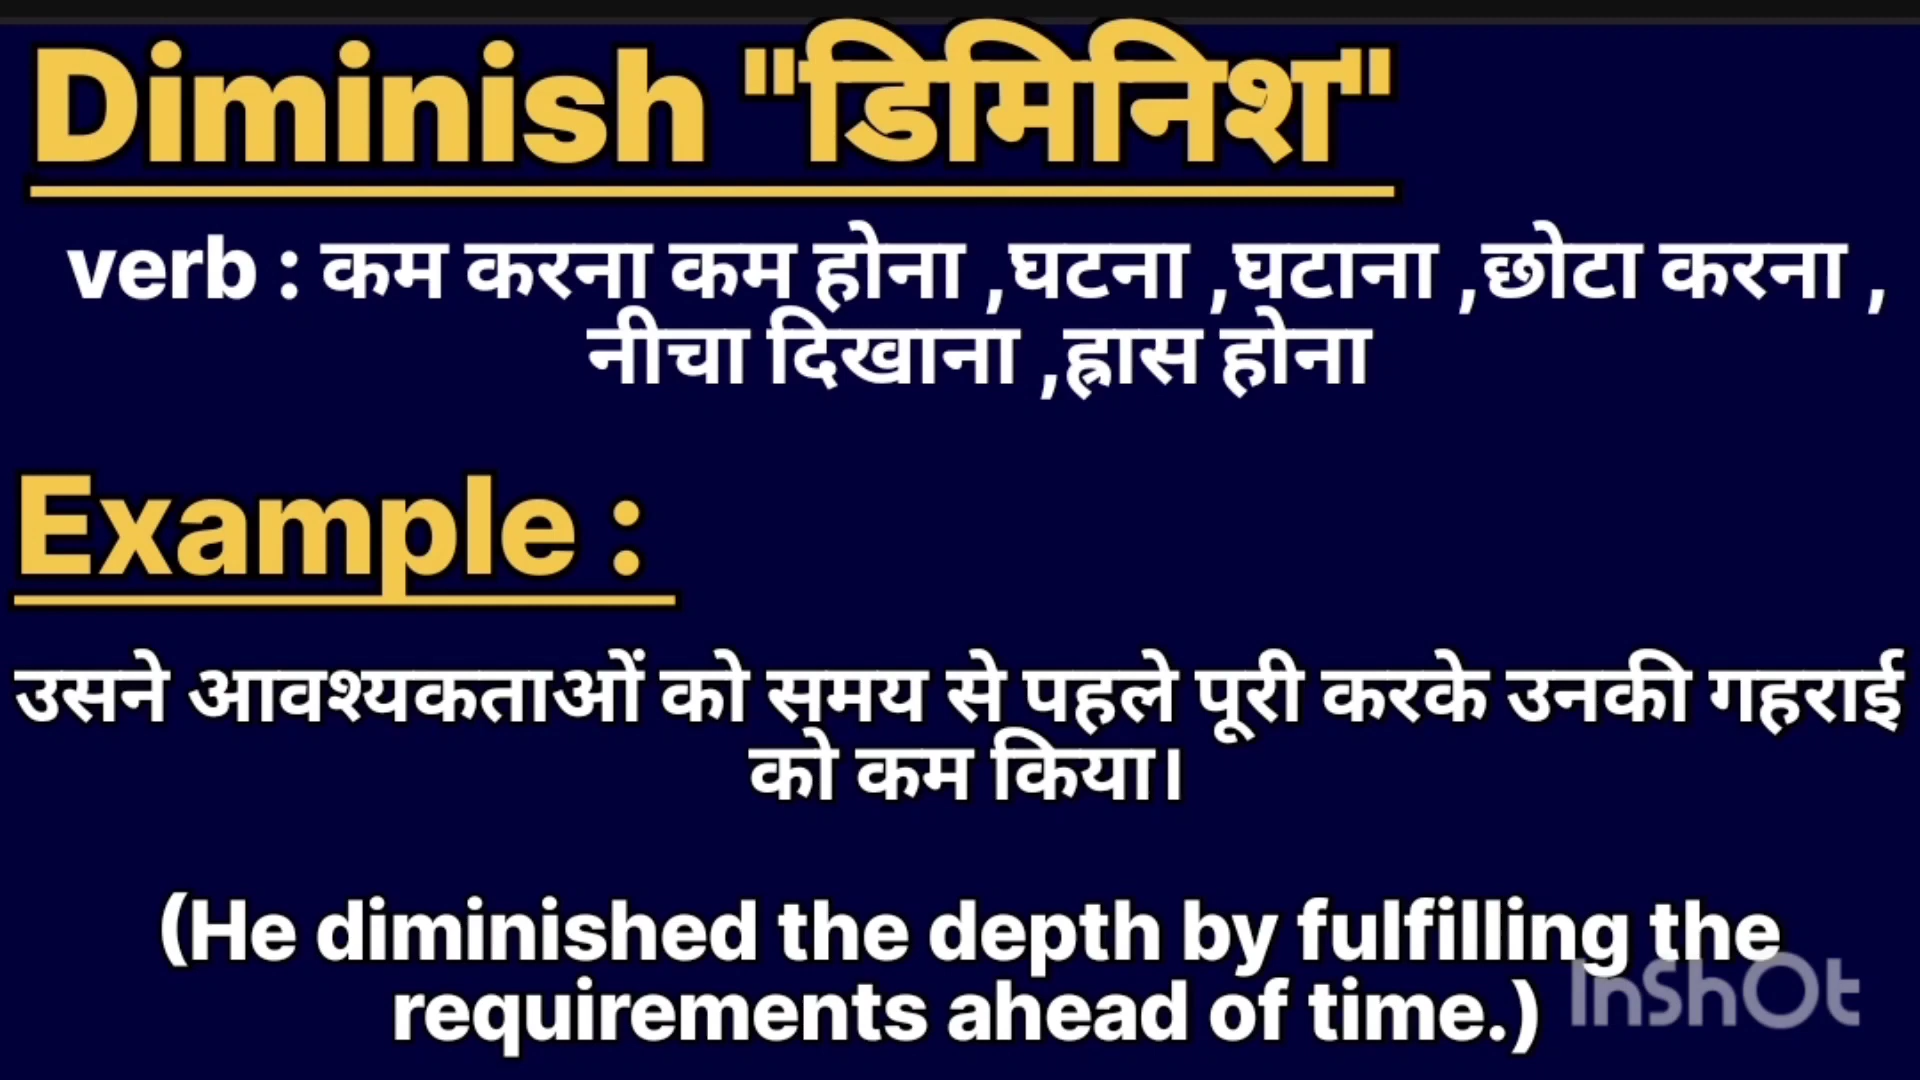 Diminish "डिमिनिश"
verb : कम करना कम होना ,घटना ,घटाना ,छोटा करना ,
नीचा दिखाना ,ह्रास होना
Example :
उसने आवश्यकताओं को समय से पहले पूरी करके उनकी गहराई
को कम किया।
(He diminished the depth by fulfilling the
requirements ahead of time.)
InShOt